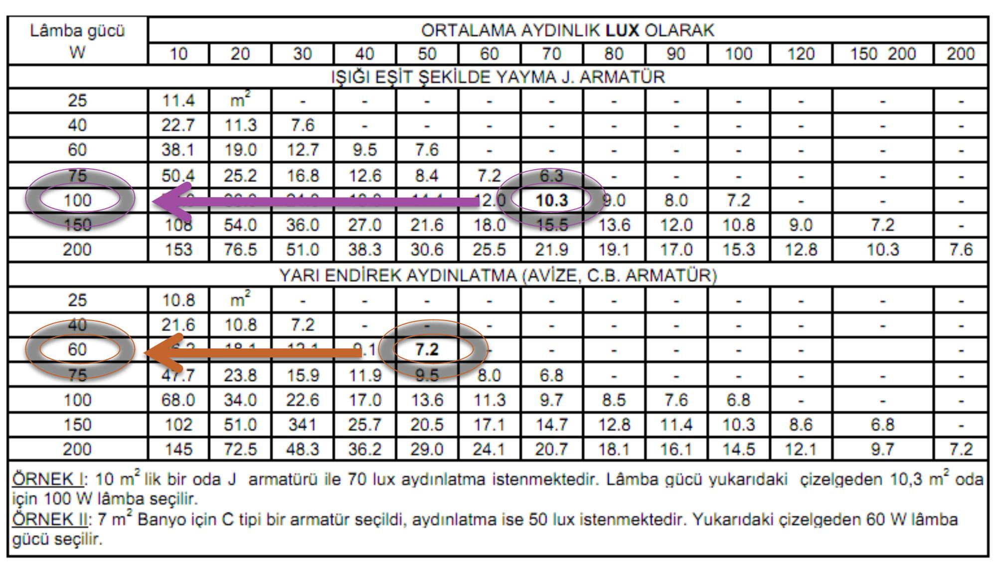 Lâmba gücü
W
ORTALAMA AYDINLIK LUX OLARAK
10 20 30 40 50 60 70 80 90 100 120 150 200 200
IŞIĞI EŞİT ŞEKİLDE YAYMA J. ARMATÜR
25 11.4 m² - - - - - - - - - - -
40 22.7 11.3 7.6 - - - - - - - - - -
60 38.1 19.0 12.7 9.5 7.6 - - - - - - - -
75 50.4 25.2 16.8 12.6 8.4 7.2 6.3 - - - - - -
100 12.0 10.3 9.0 8.0 7.2 - - -
150 108 54.0 36.0 27.0 21.6 18.0 15.5 13.6 12.0 10.8 9.0 7.2 -
200 153 76.5 51.0 38.3 30.6 25.5 21.9 19.1 17.0 15.3 12.8 10.3 7.6
YARI ENDİREK AYDINLATMA (AVİZE, C.B. ARMATÜR)
25 10.8 m² - - - - - - - - - - -
40 21.6 10.8 7.2 - - - - - - - - - -
60 18.1 12.1 9.1 7.2 - - - - - - - -
75 47.7 23.8 15.9 11.9 9.5 8.0 6.8 - - - - - -
100 68.0 34.0 22.6 17.0 13.6 11.3 9.7 8.5 7.6 6.8 - - -
150 102 51.0 341 25.7 20.5 17.1 14.7 12.8 11.4 10.3 8.6 6.8 -
200 145 72.5 48.3 36.2 29.0 24.1 20.7 18.1 16.1 14.5 12.1 9.7 7.2
ÖRNEK I: 10 m² lik bir oda J armatürü ile 70 lux aydınlatma istenmektedir. Lâmba gücü yukarıdaki çizelgeden 10,3 m² oda
için 100 W lâmba seçilir.
ÖRNEK II: 7 m² Banyo için C tipi bir armatür seçildi, aydınlatma ise 50 lux istenmektedir. Yukarıdaki çizelgeden 60 W lâmba
gücü seçilir.